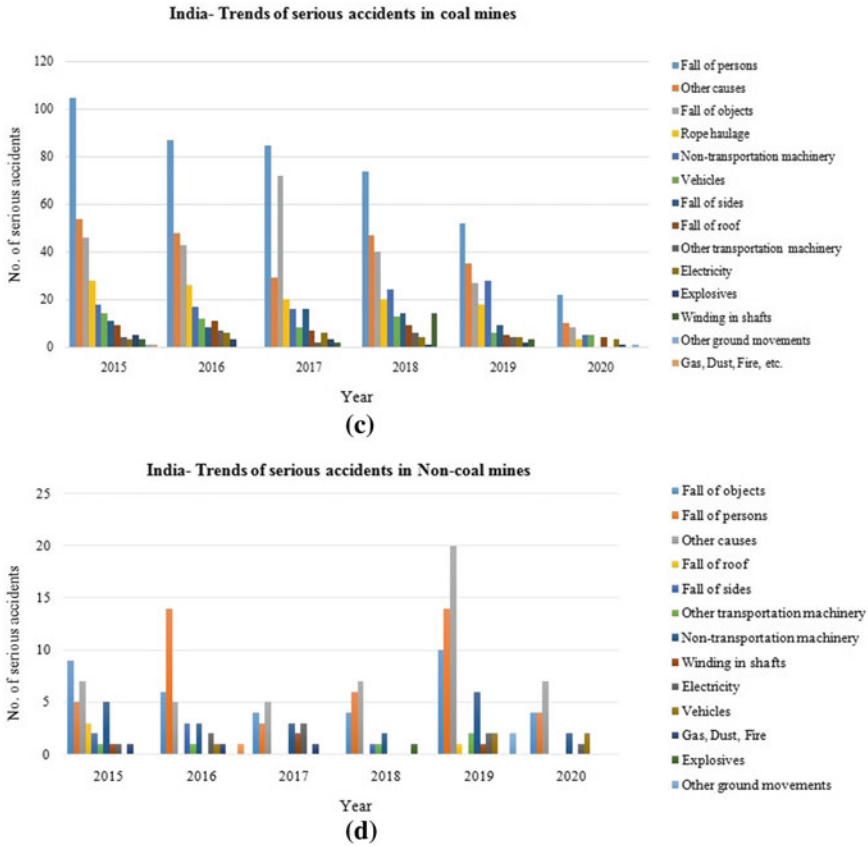 India- Trends of serious accidents in coal mines
No. of serious accidents
120
100
80
60
40
20
0
2015 2016 2017 2018 2019 2020
Year
Fall of persons
Other causes
Fall of objects
Rope haulage
Non-transportation machinery
Vehicles
Fall of sides
Fall of roof
Other transportation machinery
Electricity
Explosives
Winding in shafts
Other ground movements
Gas, Dust, Fire, etc.
(c)
India- Trends of serious accidents in Non-coal mines
No. of serious accidents
25
20
15
10
5
0
2015 2016 2017 2018 2019 2020
Year
Fall of objects
Fall of persons
Other causes
Fall of roof
Fall of sides
Other transportation machinery
Non-transportation machinery
Winding in shafts
Electricity
Vehicles
Gas, Dust, Fire
Explosives
Other ground movements
(d)